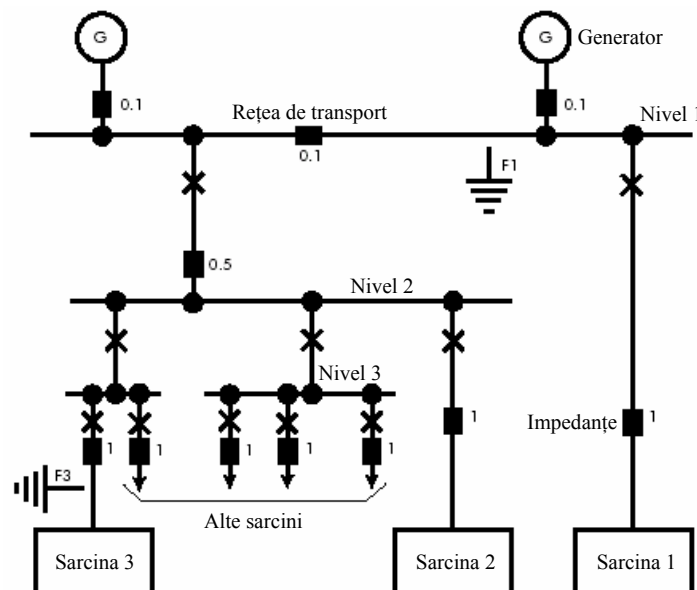 G
G
Generator
0.1
0.1
Rețea de transport
Nivel 1
0.1
F1
0.5
Nivel 2
Nivel 3
Impedanțe
1
1
1
1
1
1
1
F3
Alte sarcini
Sarcina 3
Sarcina 2
Sarcina 1